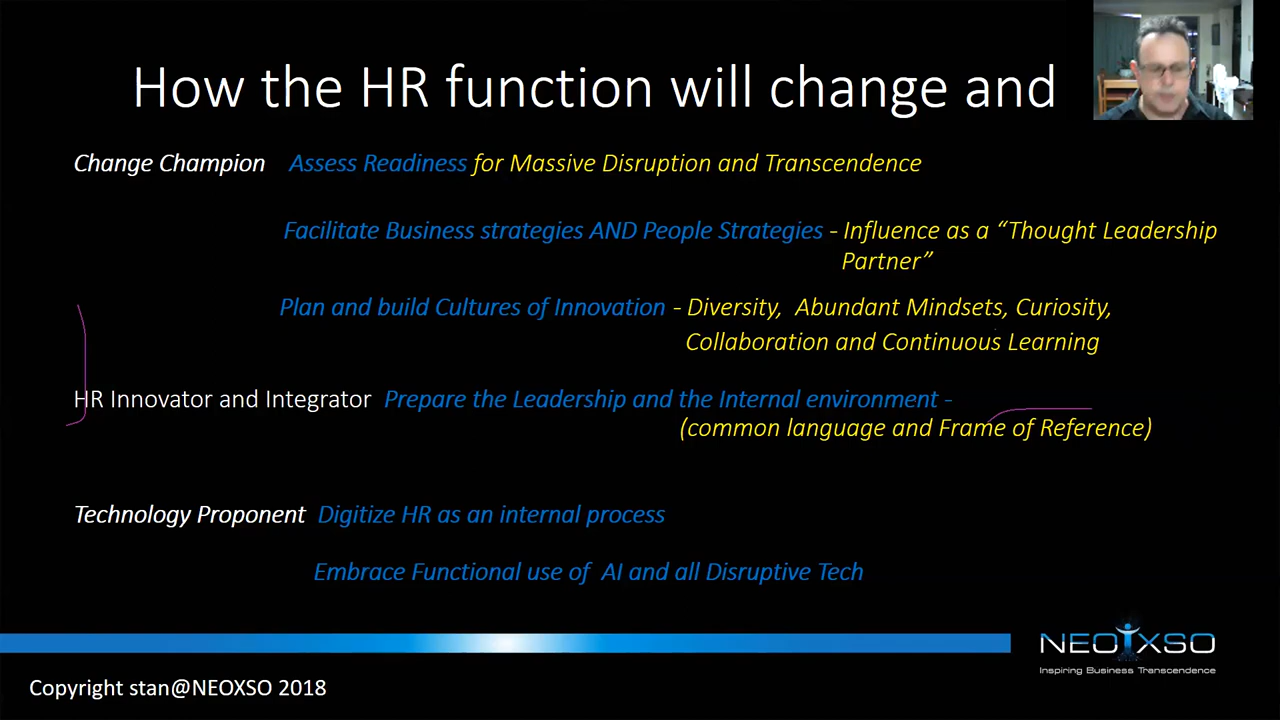 How the HR function will change and
Change Champion Assess Readiness for Massive Disruption and Transcendence
Facilitate Business strategies AND People Strategies - Influence as a “Thought Leadership
Partner”
Plan and build Cultures of Innovation - Diversity, Abundant Mindsets, Curiosity,
Collaboration and Continuous Learning
HR Innovator and Integrator Prepare the Leadership and the Internal environment -
(common language and Frame of Reference)
Technology Proponent Digitize HR as an internal process
Embrace Functional use of AI and all Disruptive Tech
NEOXSO
Inspiring Business Transcendence
Copyright stan@NEOXSO 2018